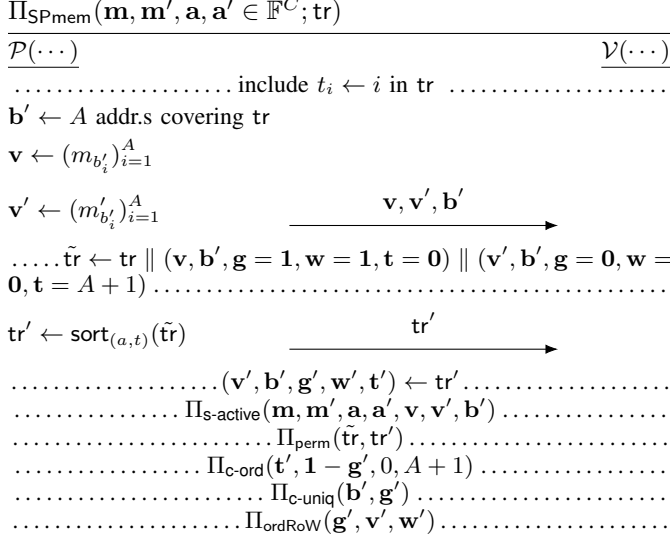 Π_SPmem(m, m′, a, a′ ∈ 𝔽^C; tr)
P(⋯) V(⋯)
..................... include t_i ← i in tr .....................
b′ ← A addr.s covering tr
v ← (m_{b′_i})_{i=1}^A
v′ ← (m′_{b′_i})_{i=1}^A v, v′, b′
..... t̃r ← tr ∥ (v, b′, g = 1, w = 1, t = 0) ∥ (v′, b′, g = 0, w =
0, t = A + 1) .....................
tr′ ← sort_(a,t)(t̃r) tr′
..................... (v′, b′, g′, w′, t′) ← tr′ .....................
..................... Π_s-active(m, m′, a, a′, v, v′, b′) .....................
..................... Π_perm(t̃r, tr′) .....................
..................... Π_c-ord(t′, 1 − g′, 0, A + 1) .....................
..................... Π_c-uniq(b′, g′) .....................
..................... Π_ordRoW(g′, v′, w′) .....................